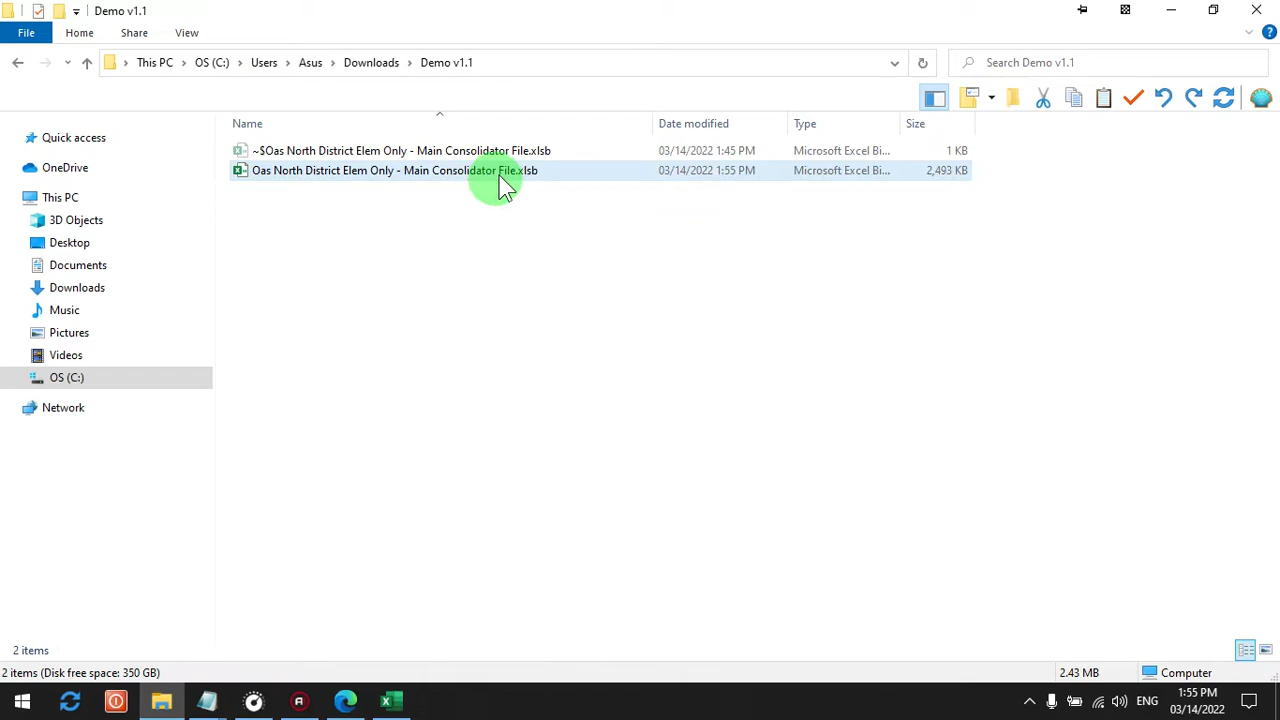 Demo v1.1
File Home Share View
This PC OS (C:) Users Asus Downloads Demo v1.1
Search Demo v1.1
Name Date modified Type Size
~$Oas North District Elem Only - Main Consolidator File.xlsb 03/14/2022 1:45 PM Microsoft Excel Bi... 1 KB
Oas North District Elem Only - Main Consolidator File.xlsb 03/14/2022 1:55 PM Microsoft Excel Bi... 2,493 KB
Quick access
OneDrive
This PC
3D Objects
Desktop
Documents
Downloads
Music
Pictures
Videos
OS (C:)
Network
2 items
2 items (Disk free space: 350 GB) 2.43 MB Computer
ENG
1:55 PM
03/14/2022